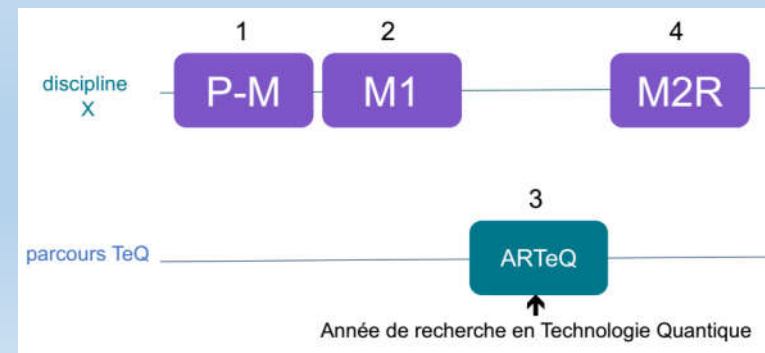 1 2 4
discipline
X
P-M M1 M2R
3
parcours TeQ
ARTeQ
Année de recherche en Technologie Quantique